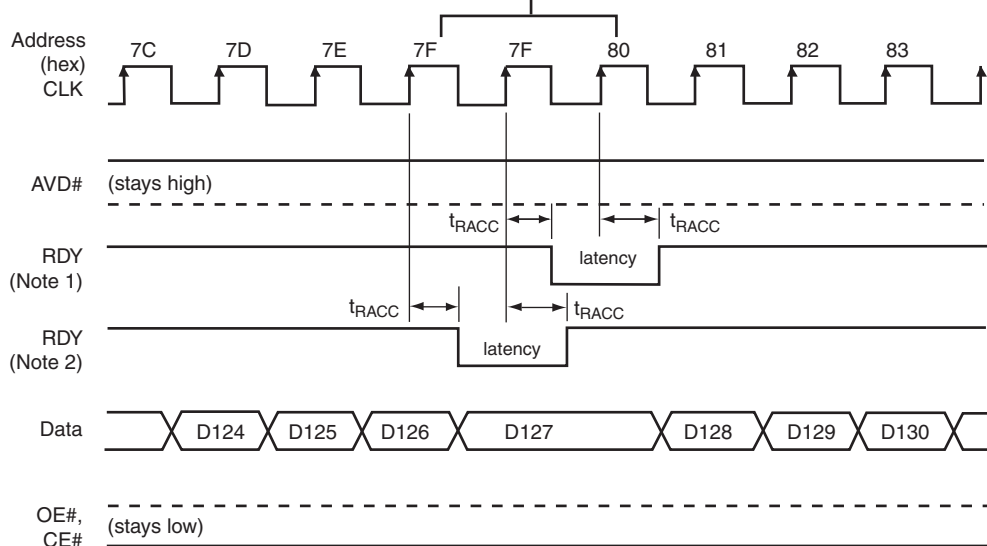 Address
(hex)
CLK
7C 7D 7E 7F 7F 80 81 82 83
AVD#
(stays high)
tRACC
tRACC
RDY
(Note 1)
latency
tRACC
tRACC
RDY
(Note 2)
latency
Data
D124 D125 D126 D127 D128 D129 D130
OE#,
CE#
(stays low)